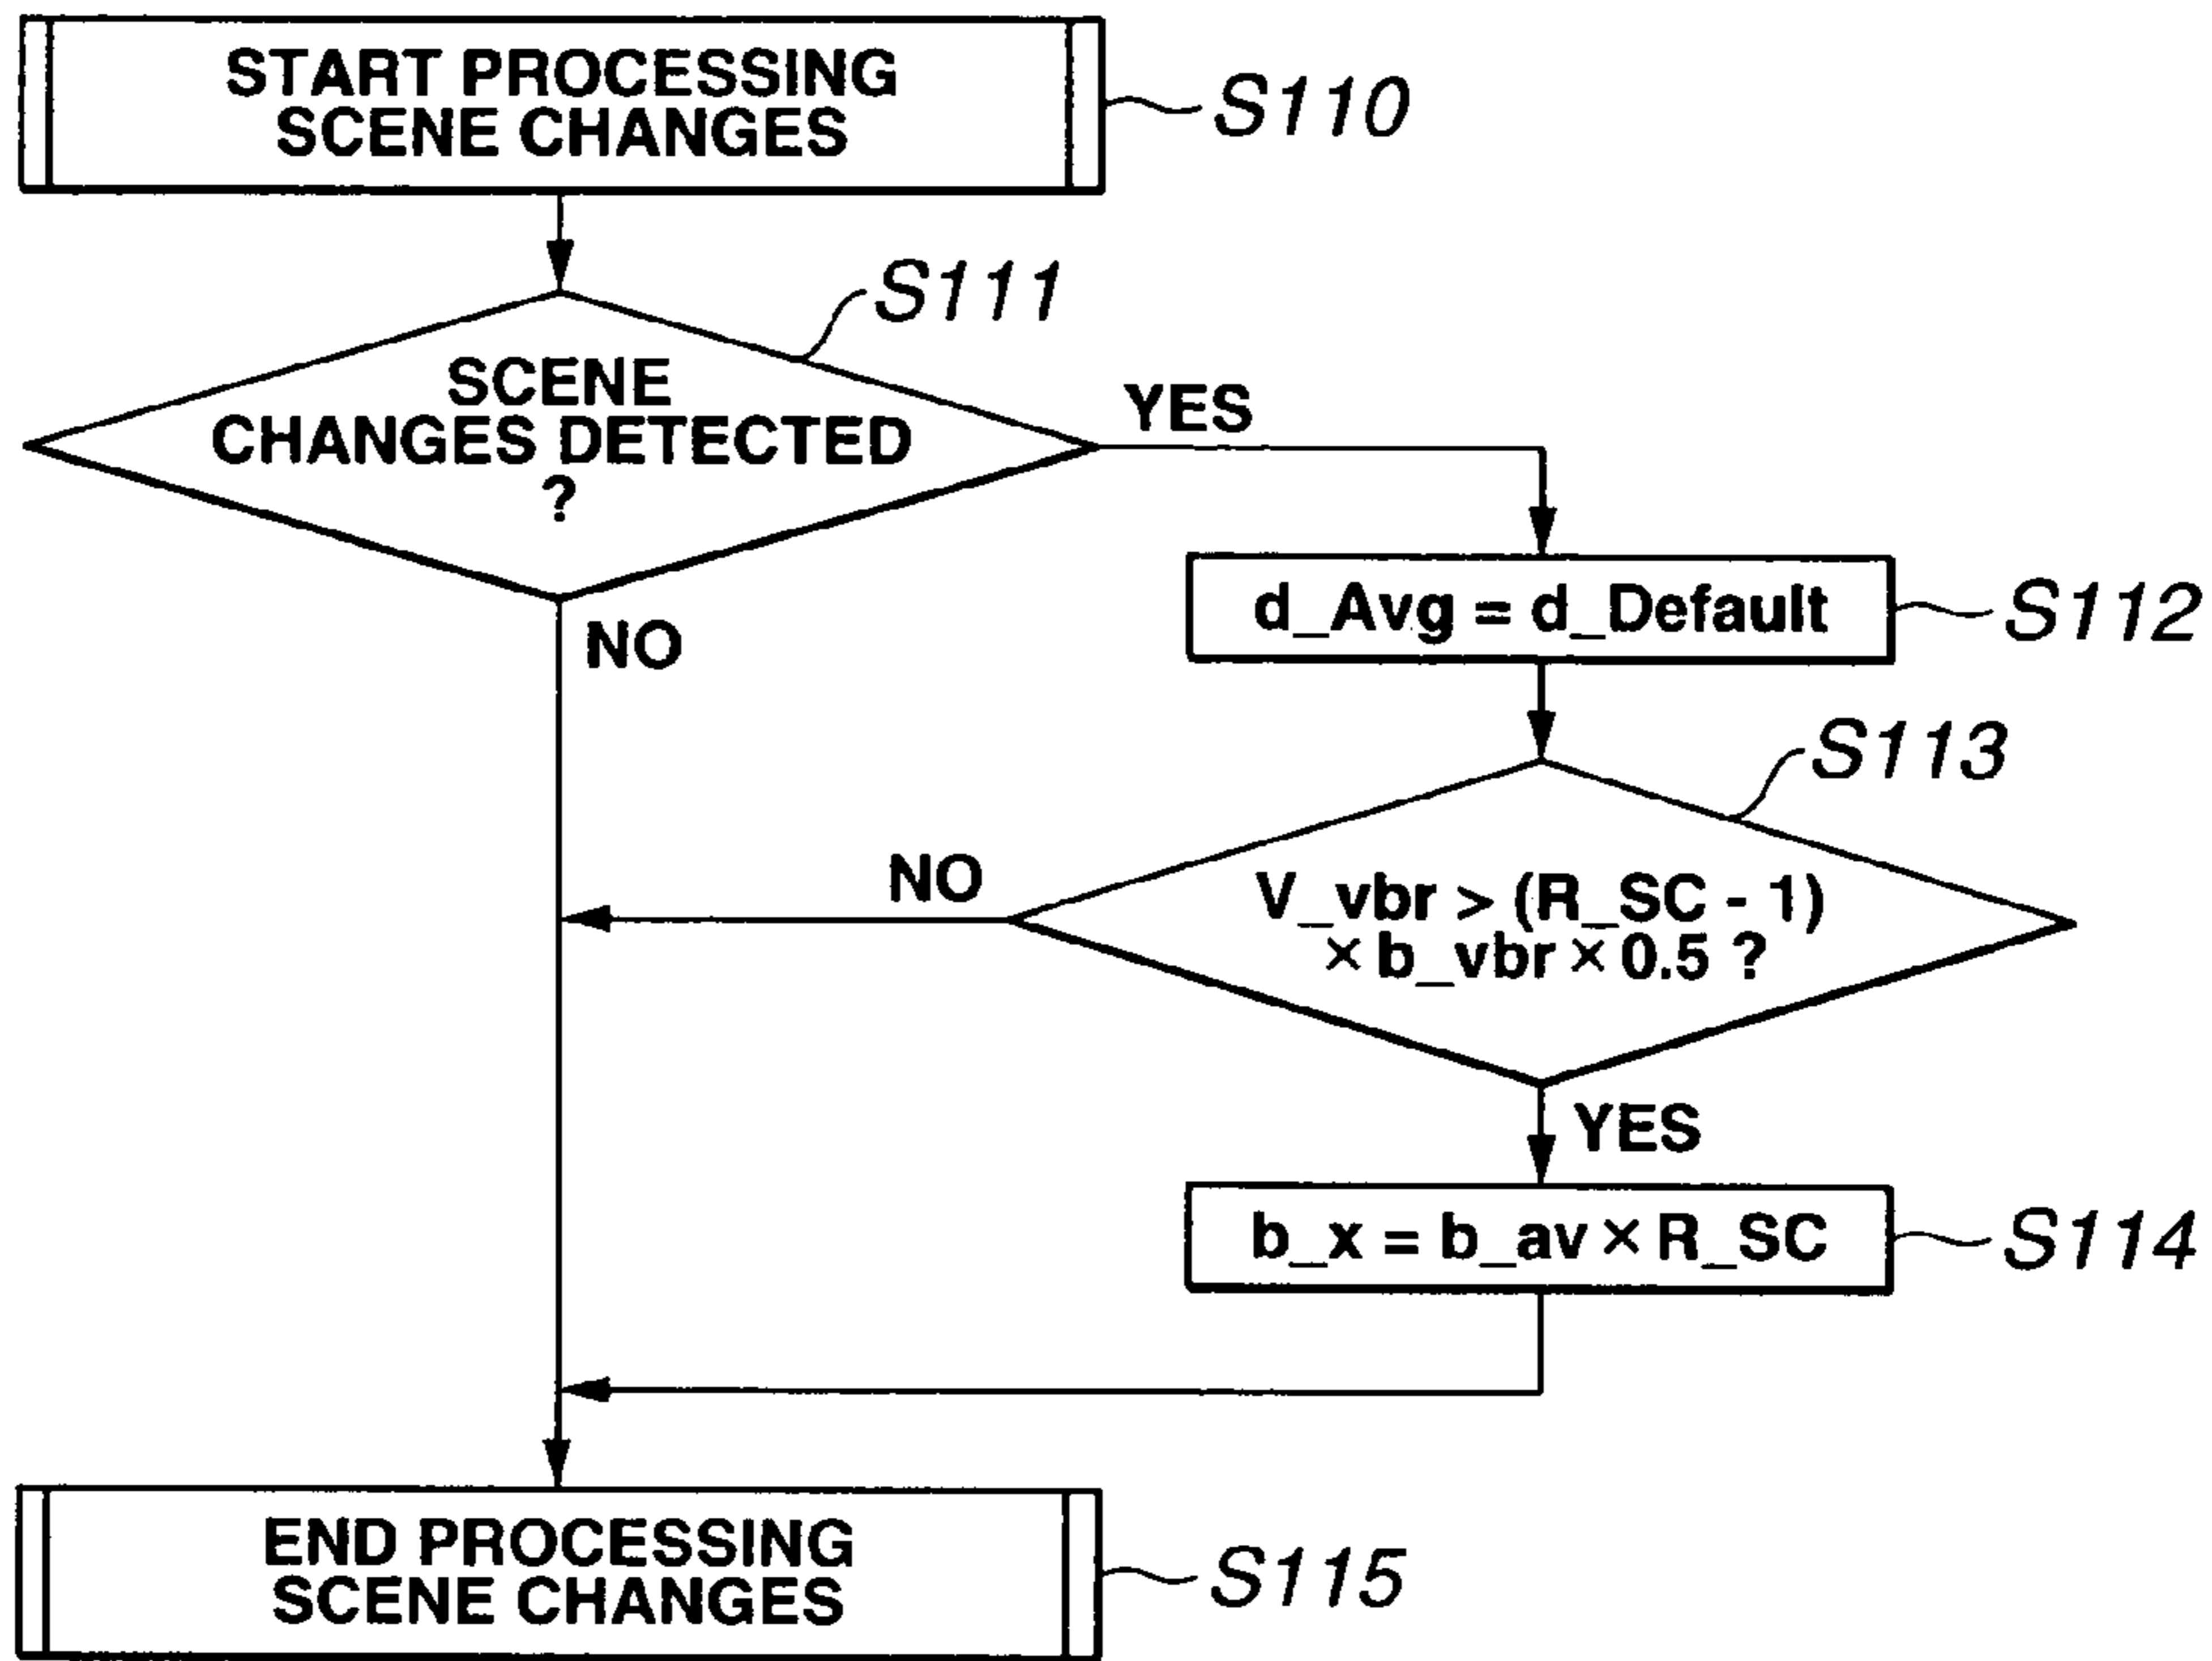 START PROCESSING
SCENE CHANGES
S110
S111
SCENE
CHANGES DETECTED
?
YES
NO
d_Avg = d_Default
S112
S113
V_vbr > (R_SC - 1)
× b_vbr × 0.5 ?
NO
YES
b_x = b_av × R_SC
S114
END PROCESSING
SCENE CHANGES
S115